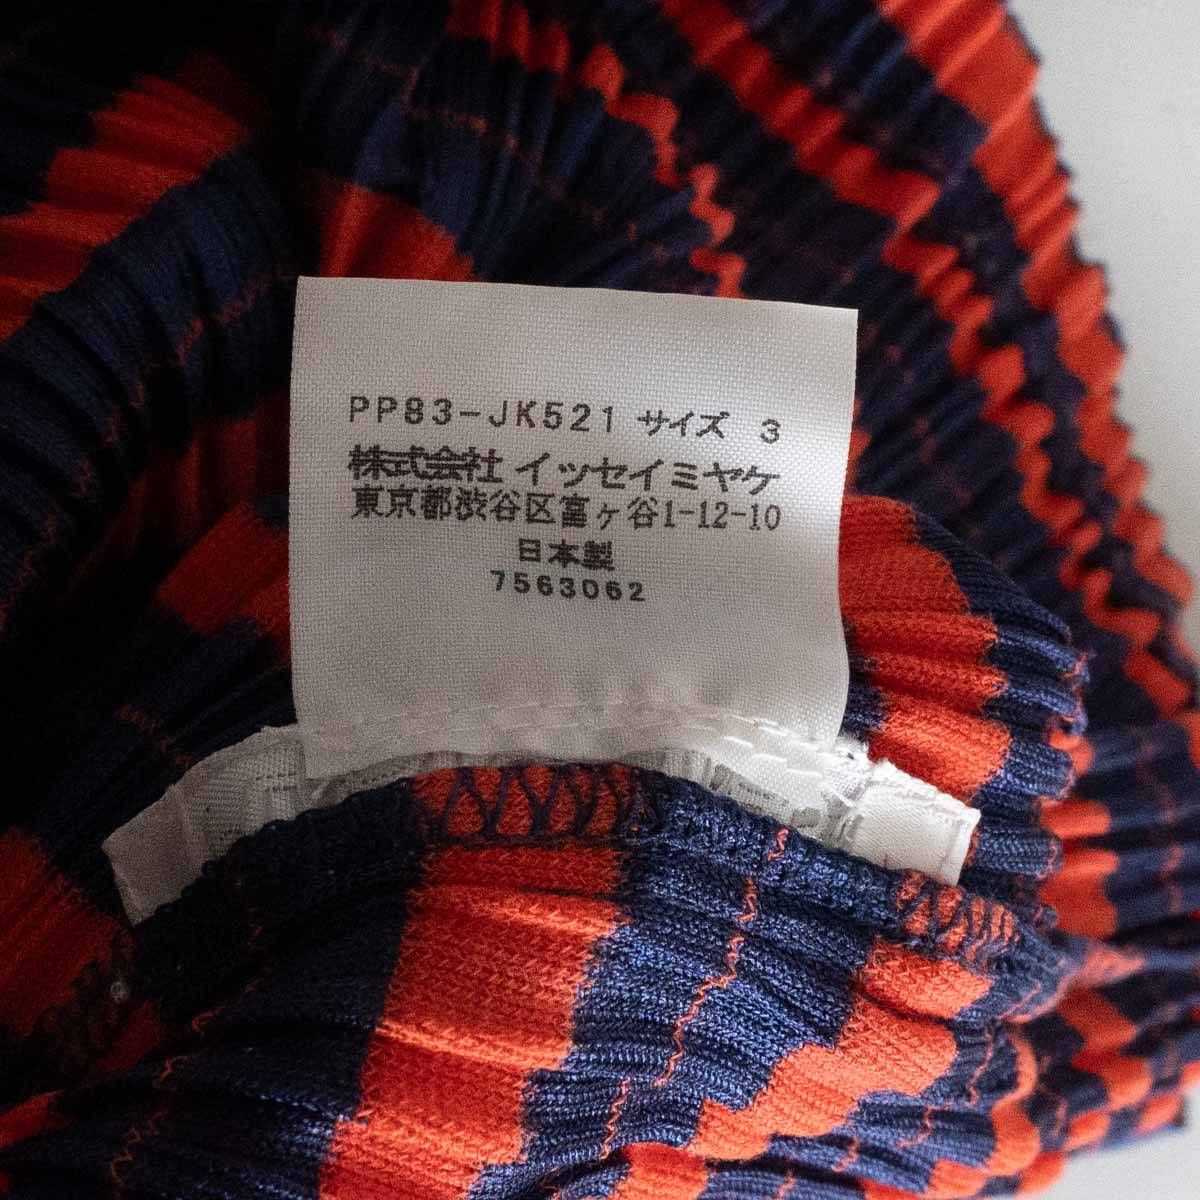 PP83-JK521 サイズ 3
株式会社 イッセイミヤケ
東京都渋谷区富ヶ谷1-12-10
日本製
7563062